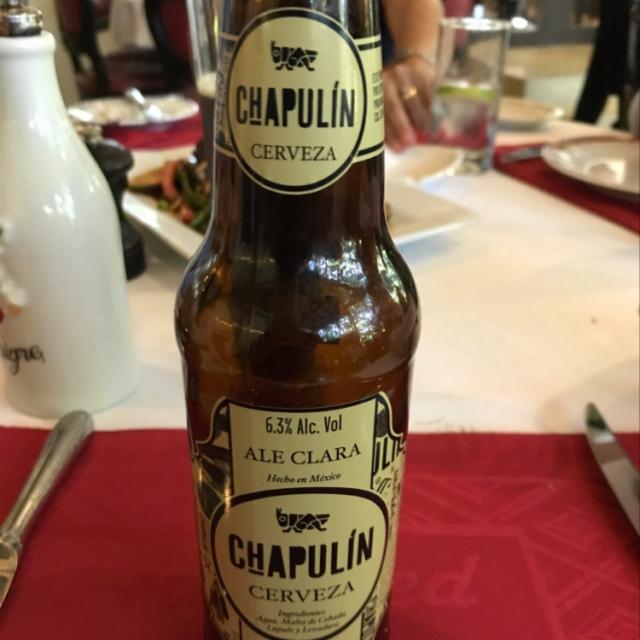 CHAPULÍN
CERVEZA
6.3% Alc. Vol
ALE CLARA
Hecho en México
CHAPULÍN
CERVEZA
Ingredientes:
Agua, Malta de Cebada,
Lúpulo y Levadura